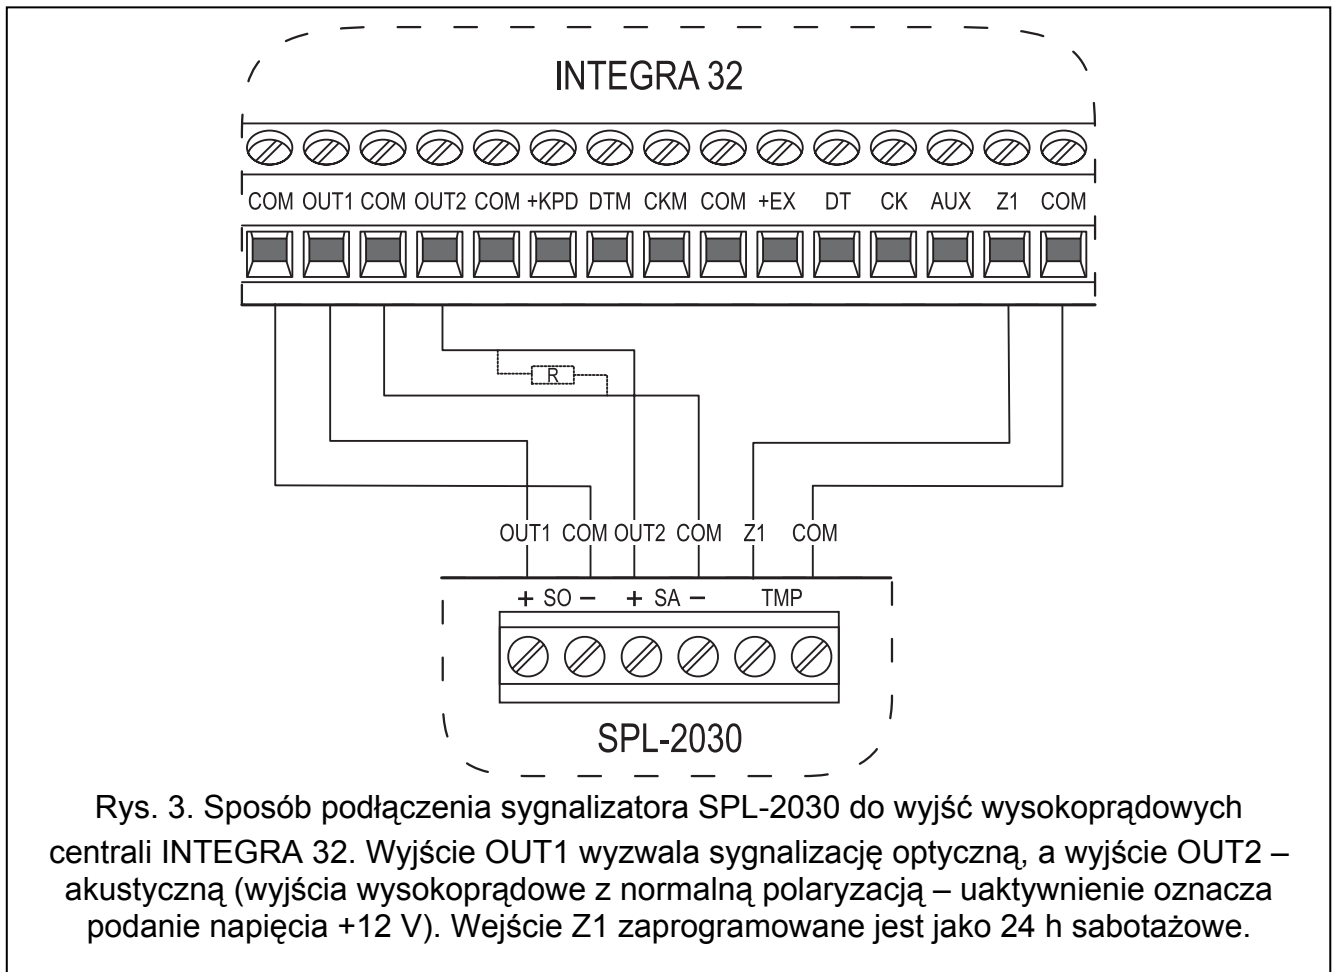 INTEGRA 32
COM OUT1 COM OUT2 COM +KPD DTM CKM COM +EX DT CK AUX Z1 COM
R
OUT1 COM OUT2 COM Z1 COM
+ SO – + SA – TMP
SPL-2030
Rys. 3. Sposób podłączenia sygnalizatora SPL-2030 do wyjść wysokoprądowych
centrali INTEGRA 32. Wyjście OUT1 wyzwala sygnalizację optyczną, a wyjście OUT2 –
akustyczną (wyjścia wysokoprądowe z normalną polaryzacją – uaktywnienie oznacza
podanie napięcia +12 V). Wejście Z1 zaprogramowane jest jako 24 h sabotażowe.